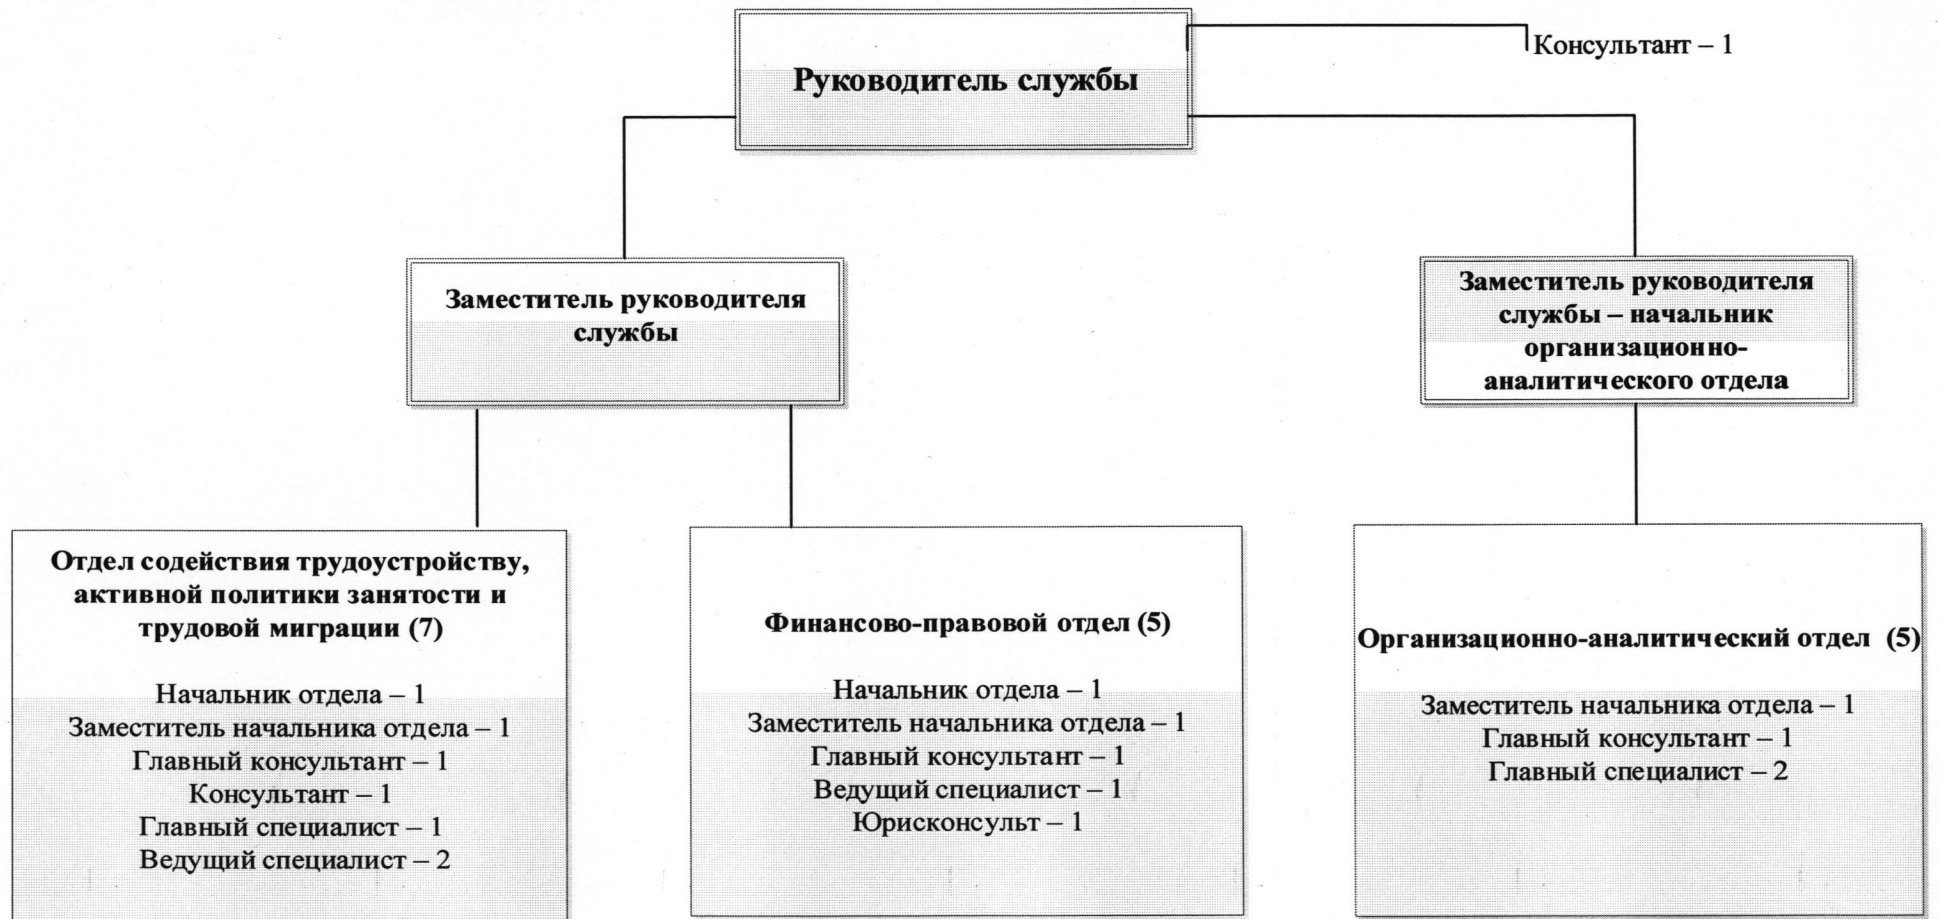 Руководитель службы
Консультант – 1
Заместитель руководителя
службы
Заместитель руководителя
службы – начальник
организационно-
аналитического отдела
Отдел содействия трудоустройству,
активной политики занятости и
трудовой миграции (7)
Начальник отдела – 1
Заместитель начальника отдела – 1
Главный консультант – 1
Консультант – 1
Главный специалист – 1
Ведущий специалист – 2
Финансово-правовой отдел (5)
Начальник отдела – 1
Заместитель начальника отдела – 1
Главный консультант – 1
Ведущий специалист – 1
Юрисконсульт – 1
Организационно-аналитический отдел (5)
Заместитель начальника отдела – 1
Главный консультант – 1
Главный специалист – 2